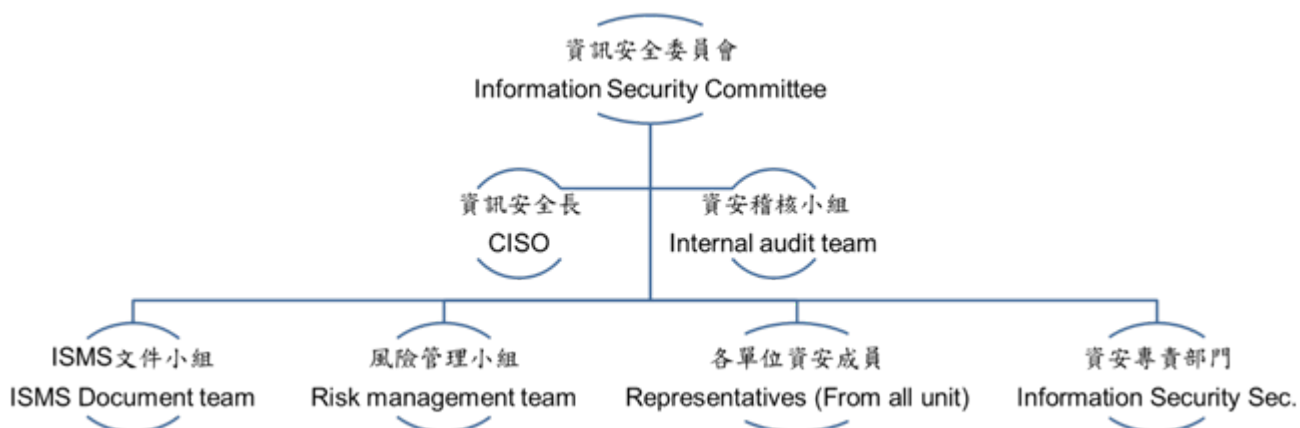 資訊安全委員會
Information Security Committee
資訊安全長
CISO
資安稽核小組
Internal audit team
ISMS文件小組
ISMS Document team
風險管理小組
Risk management team
各單位資安成員
Representatives (From all unit)
資安專責部門
Information Security Sec.